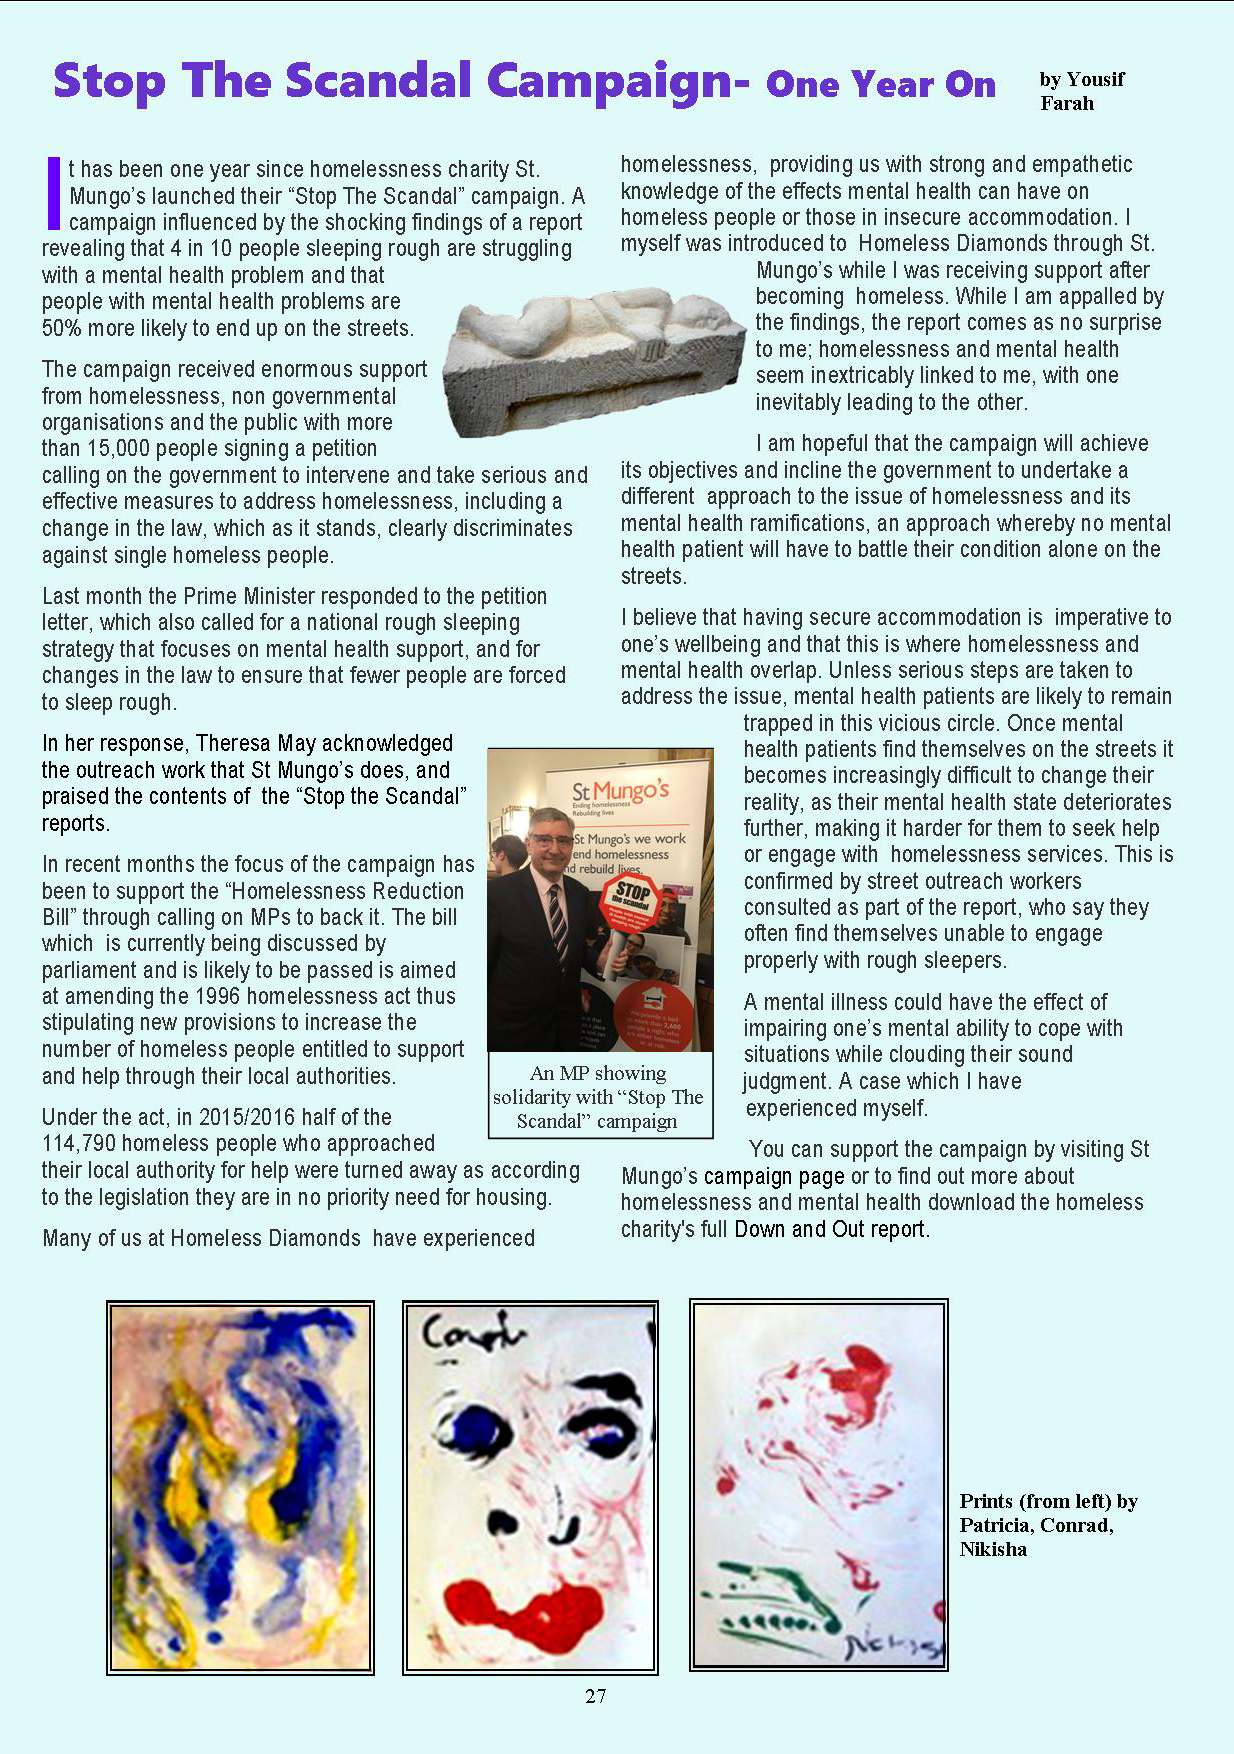 Stop The Scandal Campaign- One Year On
by Yousif
Farah
It has been one year since homelessness charity St.
Mungo’s launched their “Stop The Scandal” campaign. A
campaign influenced by the shocking findings of a report
revealing that 4 in 10 people sleeping rough are struggling
with a mental health problem and that
people with mental health problems are
50% more likely to end up on the streets.
The campaign received enormous support
from homelessness, non governmental
organisations and the public with more
than 15,000 people signing a petition
calling on the government to intervene and take serious and
effective measures to address homelessness, including a
change in the law, which as it stands, clearly discriminates
against single homeless people.
Last month the Prime Minister responded to the petition
letter, which also called for a national rough sleeping
strategy that focuses on mental health support, and for
changes in the law to ensure that fewer people are forced
to sleep rough.
In her response, Theresa May acknowledged
the outreach work that St Mungo’s does, and
praised the contents of the “Stop the Scandal”
reports.
In recent months the focus of the campaign has
been to support the “Homelessness Reduction
Bill” through calling on MPs to back it. The bill
which is currently being discussed by
parliament and is likely to be passed is aimed
at amending the 1996 homelessness act thus
stipulating new provisions to increase the
number of homeless people entitled to support
and help through their local authorities.
Under the act, in 2015/2016 half of the
114,790 homeless people who approached
their local authority for help were turned away as according
to the legislation they are in no priority need for housing.
Many of us at Homeless Diamonds have experienced
homelessness, providing us with strong and empathetic
knowledge of the effects mental health can have on
homeless people or those in insecure accommodation. I
myself was introduced to Homeless Diamonds through St.
Mungo’s while I was receiving support after
becoming homeless. While I am appalled by
the findings, the report comes as no surprise
to me; homelessness and mental health
seem inextricably linked to me, with one
inevitably leading to the other.
I am hopeful that the campaign will achieve
its objectives and incline the government to undertake a
different approach to the issue of homelessness and its
mental health ramifications, an approach whereby no mental
health patient will have to battle their condition alone on the
streets.
I believe that having secure accommodation is imperative to
one’s wellbeing and that this is where homelessness and
mental health overlap. Unless serious steps are taken to
address the issue, mental health patients are likely to remain
trapped in this vicious circle. Once mental
health patients find themselves on the streets it
becomes increasingly difficult to change their
reality, as their mental health state deteriorates
further, making it harder for them to seek help
or engage with homelessness services. This is
confirmed by street outreach workers
consulted as part of the report, who say they
often find themselves unable to engage
properly with rough sleepers.
A mental illness could have the effect of
impairing one’s mental ability to cope with
situations while clouding their sound
judgment. A case which I have
experienced myself.
You can support the campaign by visiting St
Mungo’s campaign page or to find out more about
homelessness and mental health download the homeless
charity's full Down and Out report.
St Mungo’s
Ending homelessness
Rebuilding lives
St Mungo’s we work
end homelessness
nd rebuild lives.
STOP
the scandal
We provide a bed
An MP showing
solidarity with “Stop The
Scandal” campaign
Prints (from left) by
Patricia, Conrad,
Nikisha
27